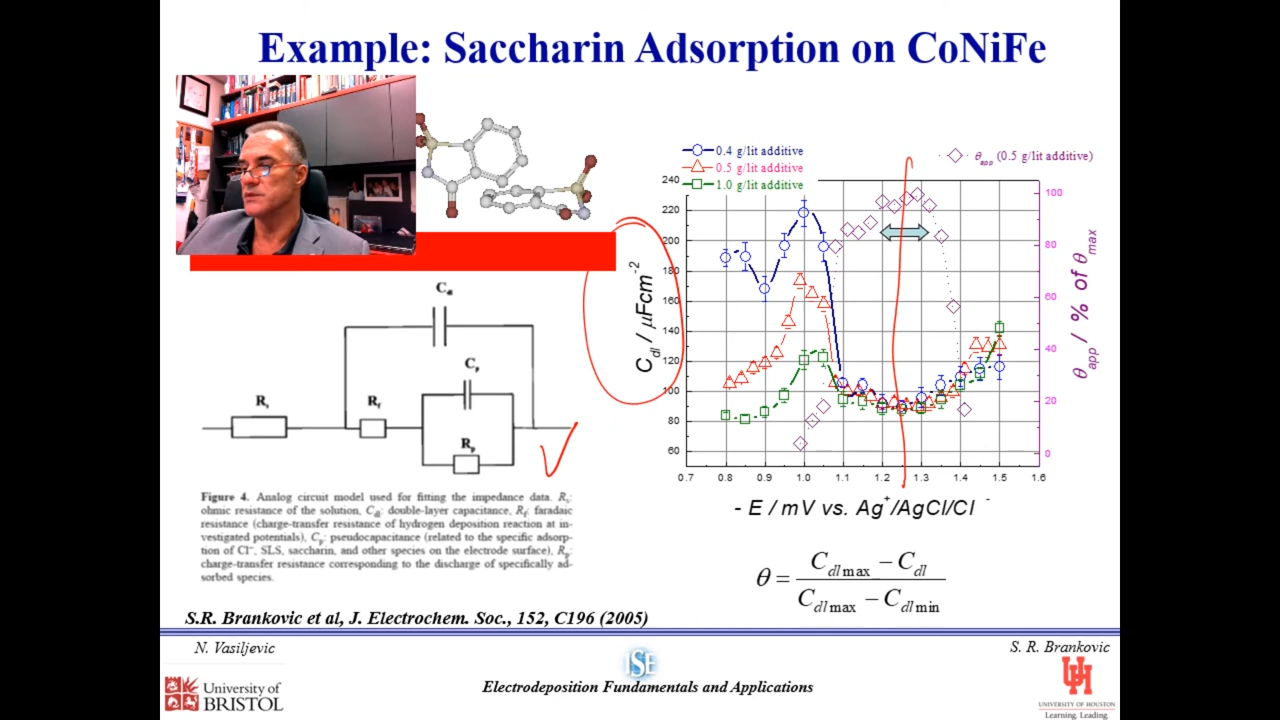 Example: Saccharin Adsorption on CoNiFe
0.4 g/lit additive
0.5 g/lit additive
1.0 g/lit additive
θapp (0.5 g/lit additive)
240
220
200
180
160
140
120
100
80
60
Cdl / μFcm-2
100
80
60
40
20
0
θapp / % of θmax
0.7 0.8 0.9 1.0 1.1 1.2 1.3 1.4 1.5 1.6
- E / mV vs. Ag+/AgCl/Cl -
Cdl
Cp
Rs
Rf
Rp
Figure 4. Analog circuit model used for fitting the impedance data. Rs:
ohmic resistance of the solution, Cdl: double-layer capacitance, Rf: faradaic
resistance (charge-transfer resistance of hydrogen deposition reaction at in-
vestigated potentials), Cp: pseudocapacitance (related to the specific adsorp-
tion of Cl−, SLS, saccharin, and other species on the electrode surface), Rp:
charge-transfer resistance corresponding to the discharge of specifically ad-
sorbed species.
θ = Cdl max − Cdl
Cdl max − Cdl min
S.R. Brankovic et al, J. Electrochem. Soc., 152, C196 (2005)
N. Vasiljevic
S. R. Brankovic
University of
BRISTOL
ISE
Electrodeposition Fundamentals and Applications
UNIVERSITY OF HOUSTON
Learning. Leading.